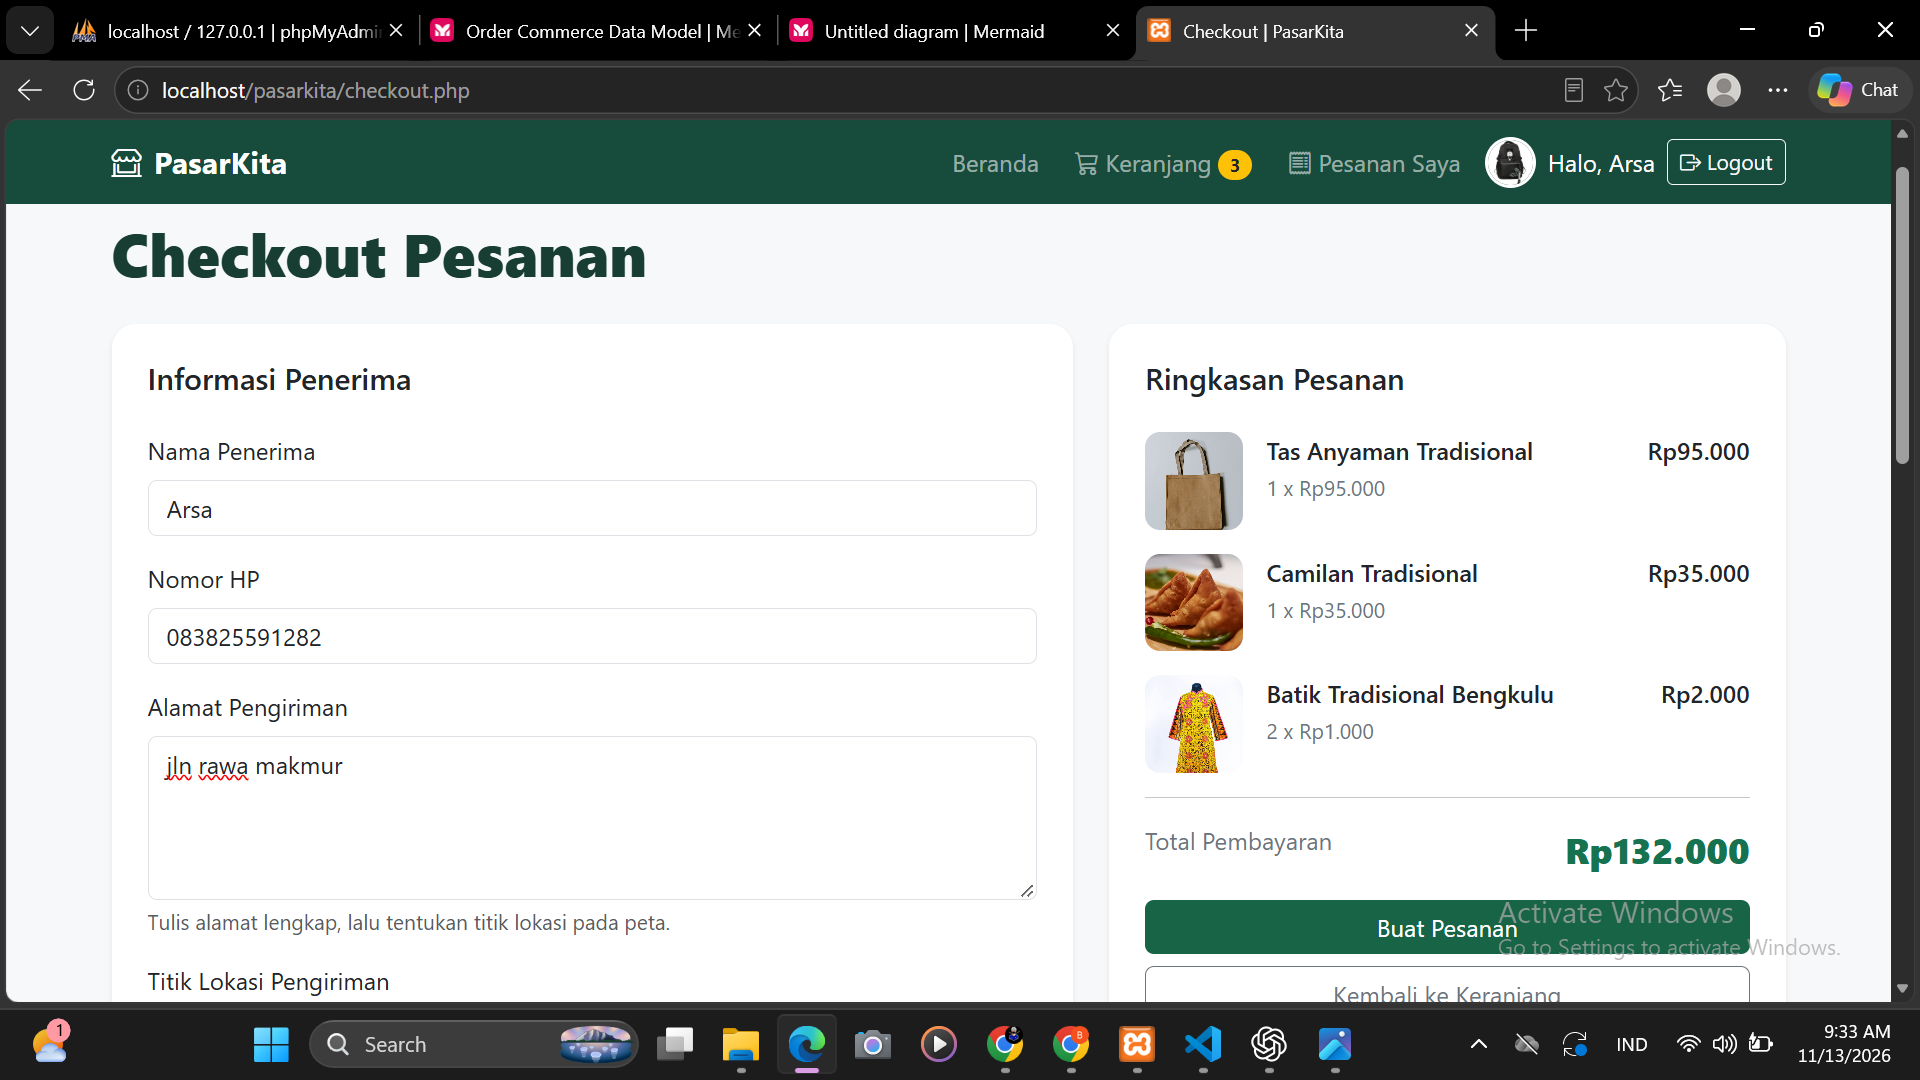 localhost / 127.0.0.1 | phpMyAdmi
Order Commerce Data Model | Me
Untitled diagram | Mermaid
Checkout | PasarKita
localhost/pasarkita/checkout.php
Chat
PasarKita
Beranda
Keranjang 3
Pesanan Saya
Halo, Arsa
Logout
Checkout Pesanan
Informasi Penerima
Nama Penerima
Arsa
Nomor HP
083825591282
Alamat Pengiriman
jln rawa makmur
Tulis alamat lengkap, lalu tentukan titik lokasi pada peta.
Titik Lokasi Pengiriman
Ringkasan Pesanan
Tas Anyaman Tradisional Rp95.000
1 x Rp95.000
Camilan Tradisional Rp35.000
1 x Rp35.000
Batik Tradisional Bengkulu Rp2.000
2 x Rp1.000
Total Pembayaran Rp132.000
Buat Pesanan
Kembali ke Keranjang
Activate Windows
Go to Settings to activate Windows.
1
Search
B
IND
9:33 AM
11/13/2026